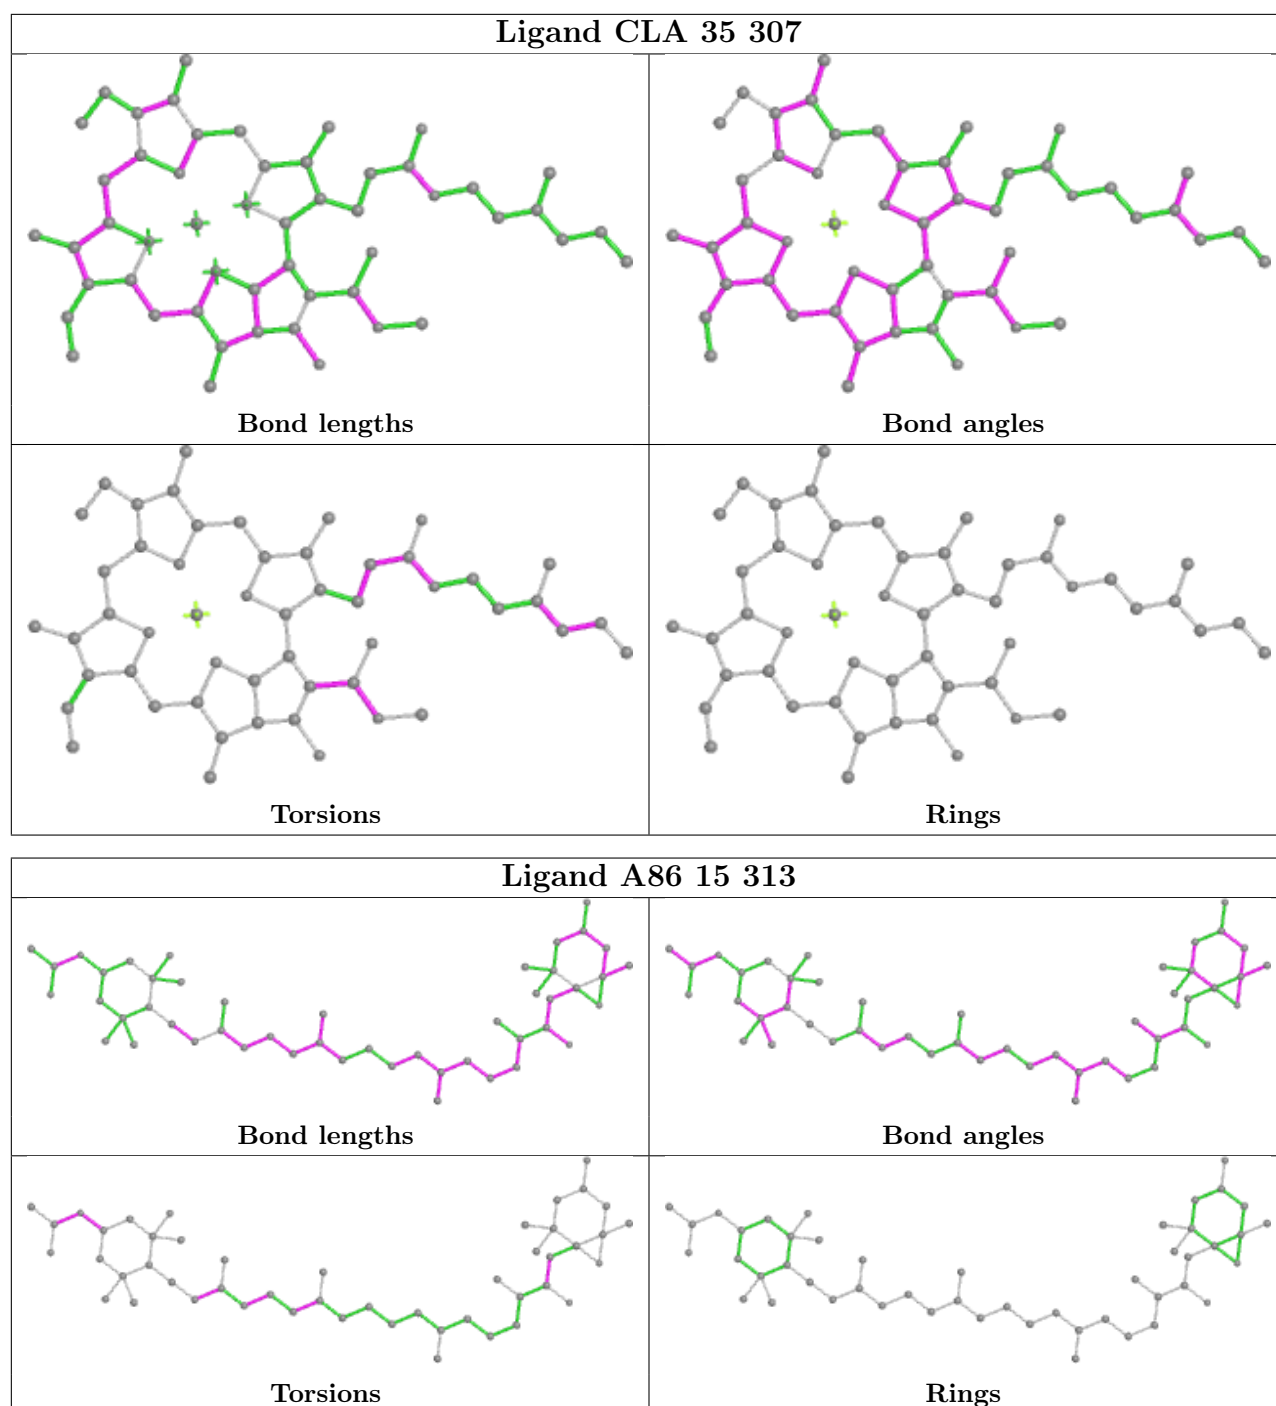 Ligand CLA 35 307
Bond lengths
Bond angles
Torsions
Rings
Ligand A86 15 313
Bond lengths
Bond angles
Torsions
Rings